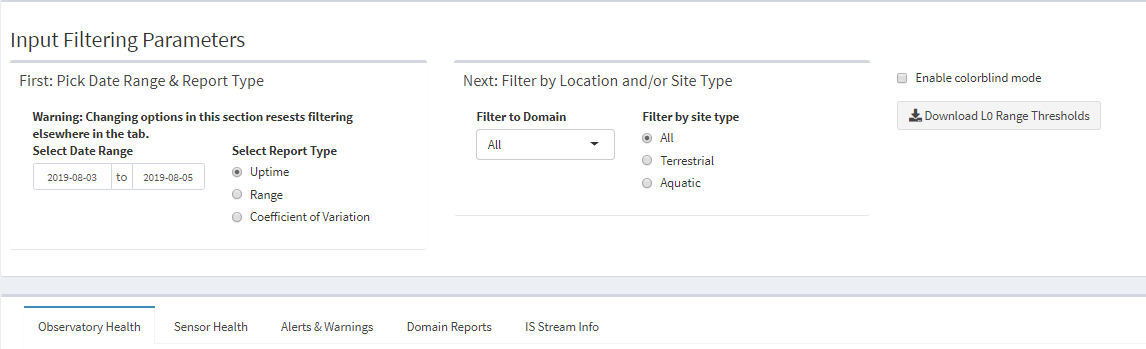 Input Filtering Parameters
First: Pick Date Range & Report Type
Warning: Changing options in this section resests filtering
elsewhere in the tab.
Select Date Range
2019-08-03 to 2019-08-05
Select Report Type
Uptime
Range
Coefficient of Variation
Next: Filter by Location and/or Site Type
Filter to Domain
All
Filter by site type
All
Terrestrial
Aquatic
Enable colorblind mode
Download L0 Range Thresholds
Observatory Health Sensor Health Alerts & Warnings Domain Reports IS Stream Info